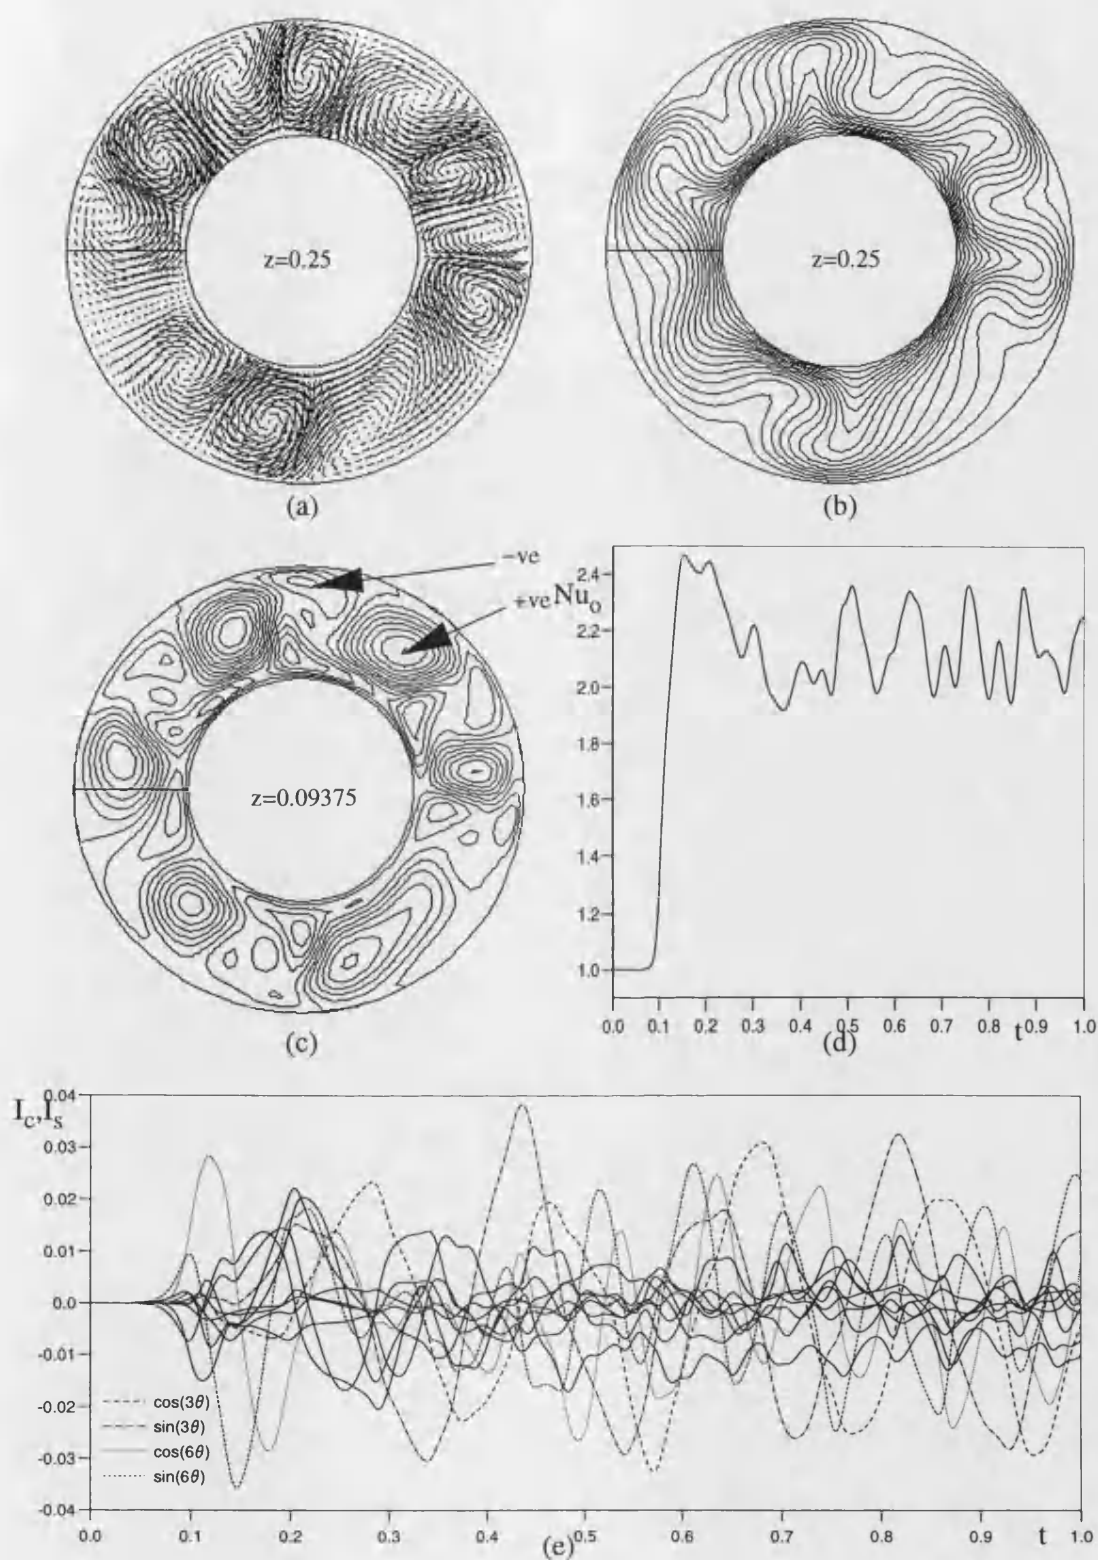 z=0.25
z=0.25
(a)
(b)
−ve
+ve
z=0.09375
(c)
Nuₒ
2.4
2.2
2.0
1.8
1.6
1.4
1.2
1.0
0.0 0.1 0.2 0.3 0.4 0.5 0.6 0.7 0.8 t 0.9 1.0
(d)
I_c,I_s
0.04
0.03
0.02
0.01
0.0
-0.01
-0.02
-0.03
-0.04
cos(3θ)
sin(3θ)
cos(6θ)
sin(6θ)
0.0 0.1 0.2 0.3 0.4 0.5 0.6 0.7 0.8 0.9 t 1.0
(e)